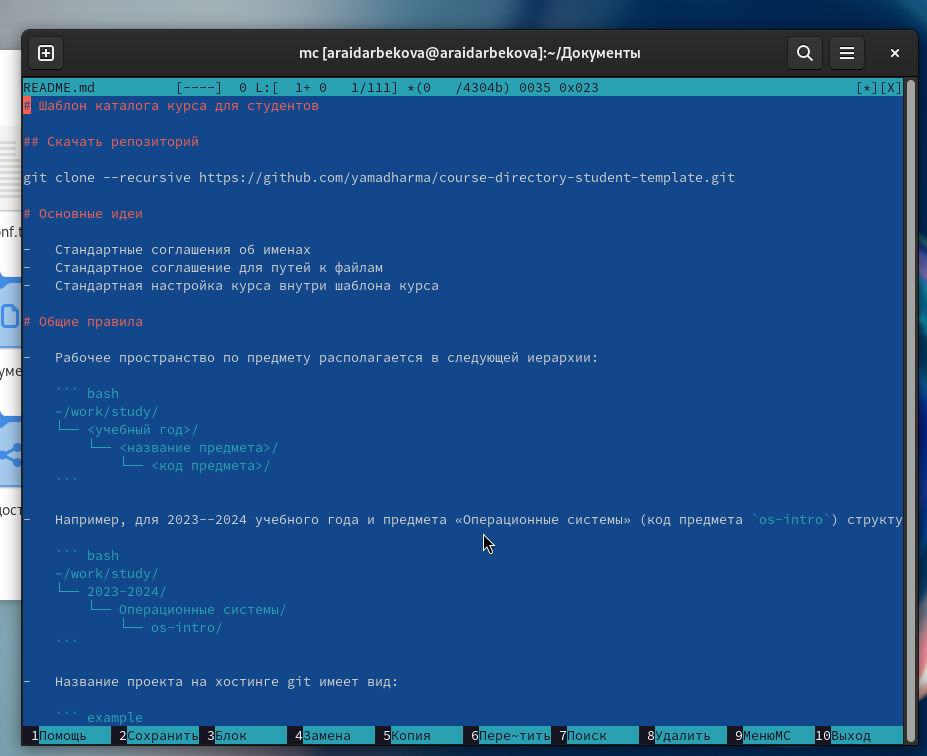 mc [araidarbekova@araidarbekova]:~/Документы
README.md          [----]  0 L:[  1+ 0   1/111] *(0   /4304b) 0035 0x023                                [*][X]
# Шаблон каталога курса для студентов
## Скачать репозиторий
git clone --recursive https://github.com/yamadharma/course-directory-student-template.git
# Основные идеи
-   Стандартные соглашения об именах
-   Стандартное соглашение для путей к файлам
-   Стандартная настройка курса внутри шаблона курса
# Общие правила
-   Рабочее пространство по предмету располагается в следующей иерархии:
    ``` bash
    ~/work/study/
    └── <учебный год>/
        └── <название предмета>/
            └── <код предмета>/
    ```
-   Например, для 2023--2024 учебного года и предмета «Операционные системы» (код предмета `os-intro`) структу
    ``` bash
    ~/work/study/
    └── 2023-2024/
        └── Операционные системы/
            └── os-intro/
    ```
-   Название проекта на хостинге git имеет вид:
    ``` example
1Помощь 2Сохранить 3Блок 4Замена 5Копия 6Пере~тить 7Поиск 8Удалить 9МенюMC 10Выход